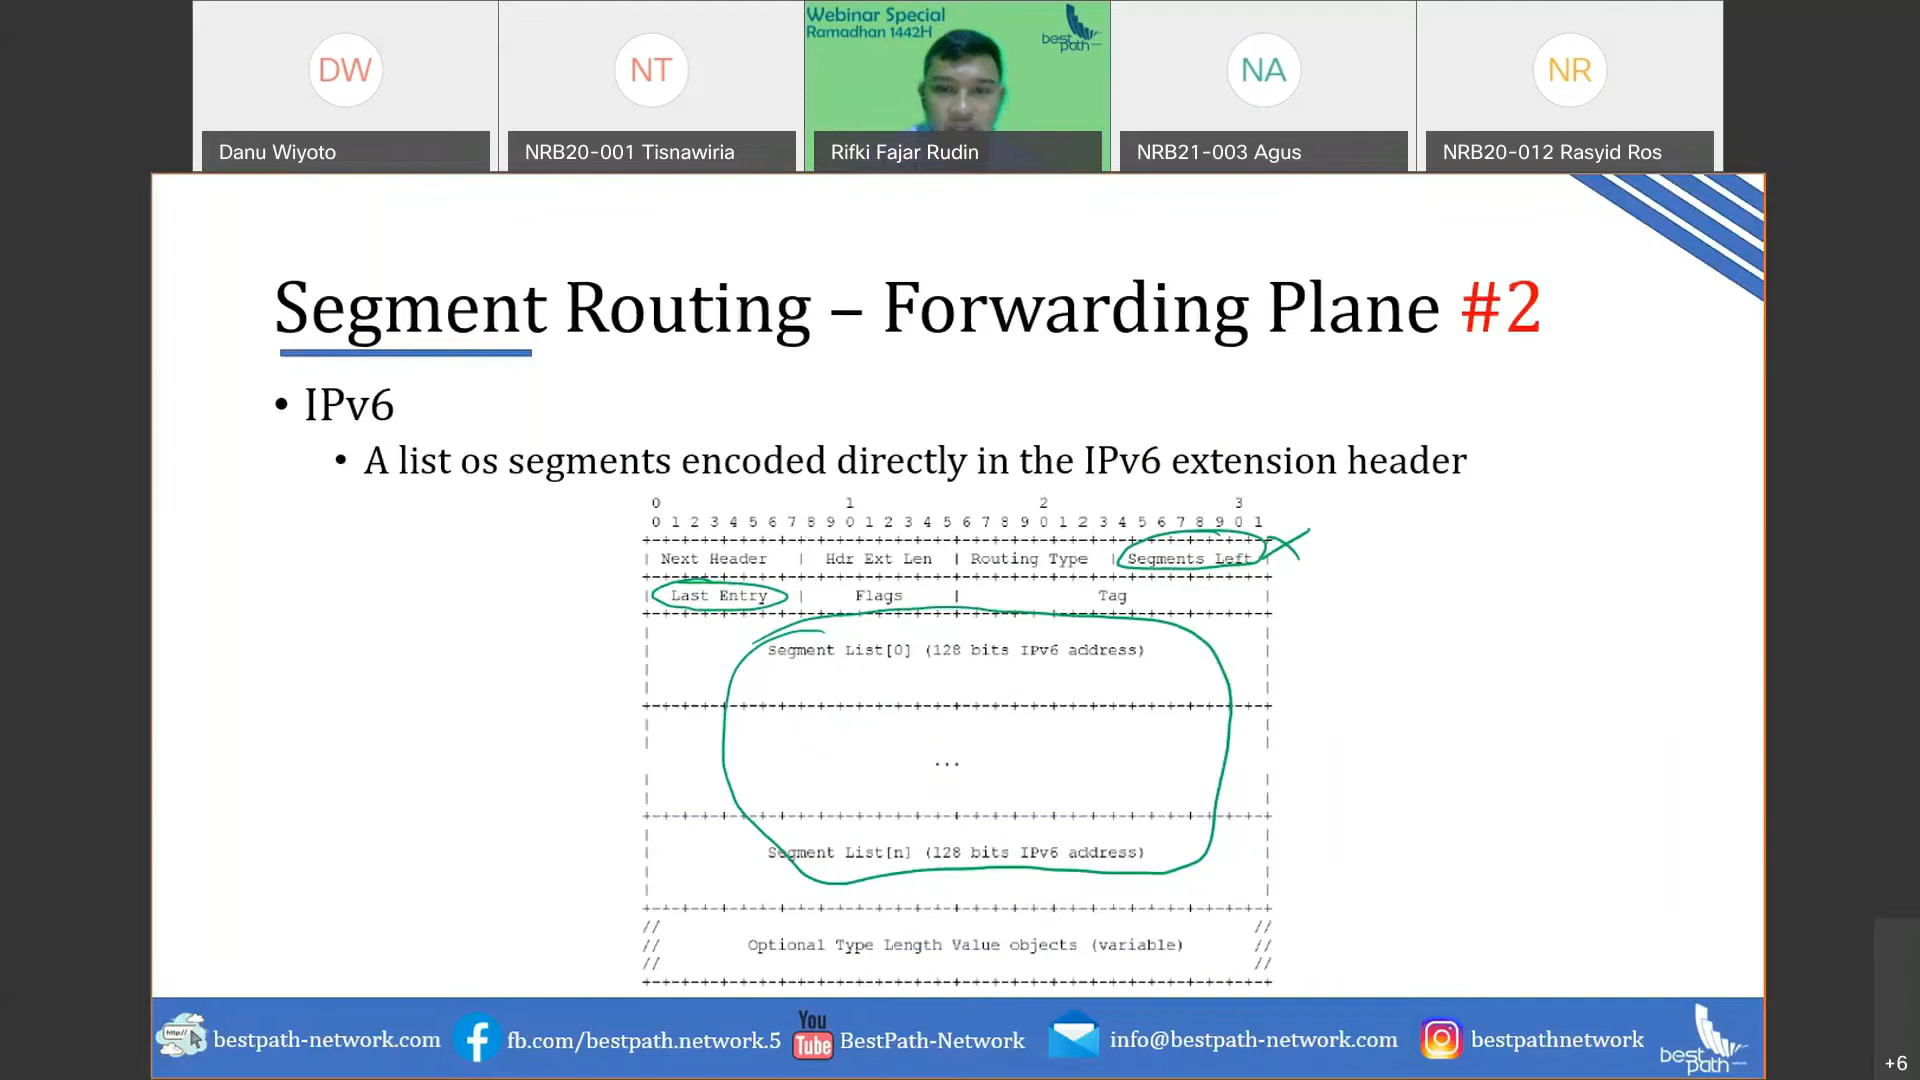 DW
NT
Webinar Special
Ramadhan 1442H
best
path
NA
NR
Danu Wiyoto
NRB20-001 Tisnawiria
Rifki Fajar Rudin
NRB21-003 Agus
NRB20-012 Rasyid Ros
Segment Routing – Forwarding Plane #2
• IPv6
• A list os segments encoded directly in the IPv6 extension header
0 1 2 3
0 1 2 3 4 5 6 7 8 9 0 1 2 3 4 5 6 7 8 9 0 1 2 3 4 5 6 7 8 9 0 1
| Next Header | Hdr Ext Len | Routing Type | Segments Left |
| Last Entry | Flags | Tag |
Segment List[0] (128 bits IPv6 address)
...
Segment List[n] (128 bits IPv6 address)
// //
// Optional Type Length Value objects (variable) //
// //
http://
bestpath-network.com
fb.com/bestpath.network.5
You
Tube
BestPath-Network
info@bestpath-network.com
bestpathnetwork
best
path
+6